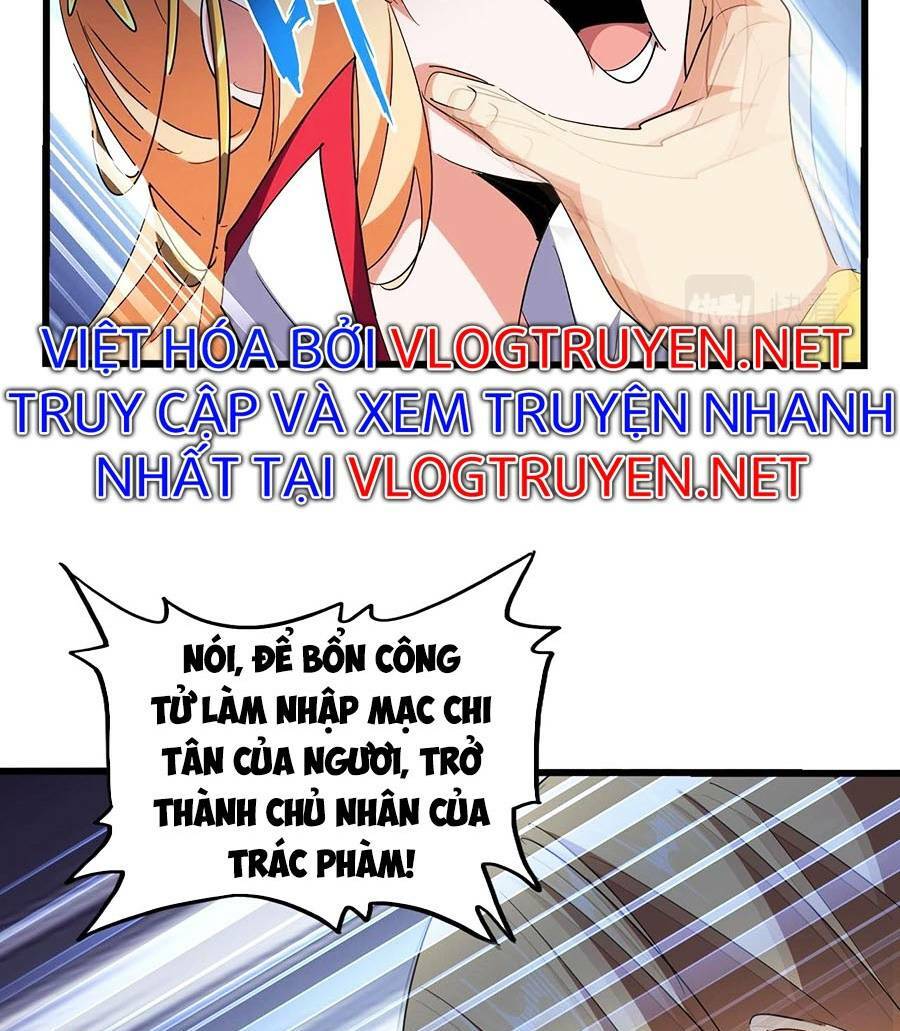 VIỆT HÓA BỞI VLOGTRUYEN.NET
TRUY CẬP VÀ XEM TRUYỆN NHANH
NHẤT TẠI VLOGTRUYEN.NET
NÓI, ĐỂ BỔN CÔNG
TỬ LÀM NHẬP MẠC CHI
TÂN CỦA NGƯƠI, TRỞ
THÀNH CHỦ NHÂN CỦA
TRÁC PHÀM!